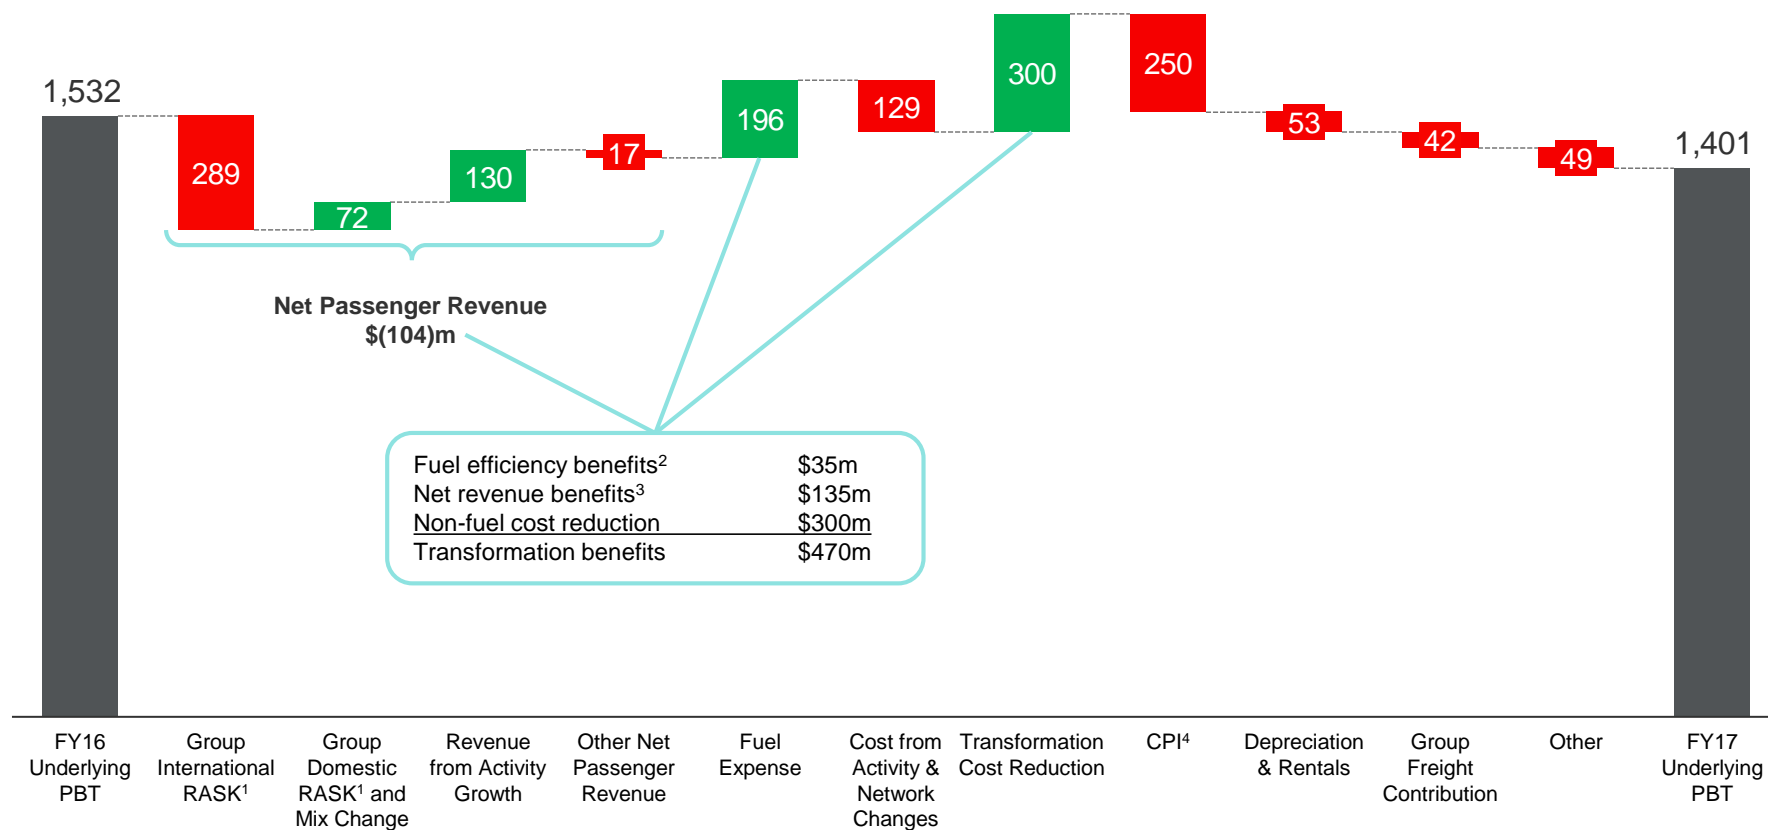 1,532
289
72
130
17
196
129
300
250
53
42
49
1,401
Net Passenger Revenue
$(104)m
Fuel efficiency benefits² $35m
Net revenue benefits³ $135m
Non-fuel cost reduction $300m
Transformation benefits $470m
FY16
Underlying
PBT
Group
International
RASK¹
Group
Domestic
RASK¹ and
Mix Change
Revenue
from Activity
Growth
Other Net
Passenger
Revenue
Fuel
Expense
Cost from
Activity &
Network
Changes
Transformation
Cost Reduction
CPI⁴
Depreciation
& Rentals
Group
Freight
Contribution
Other
FY17
Underlying
PBT